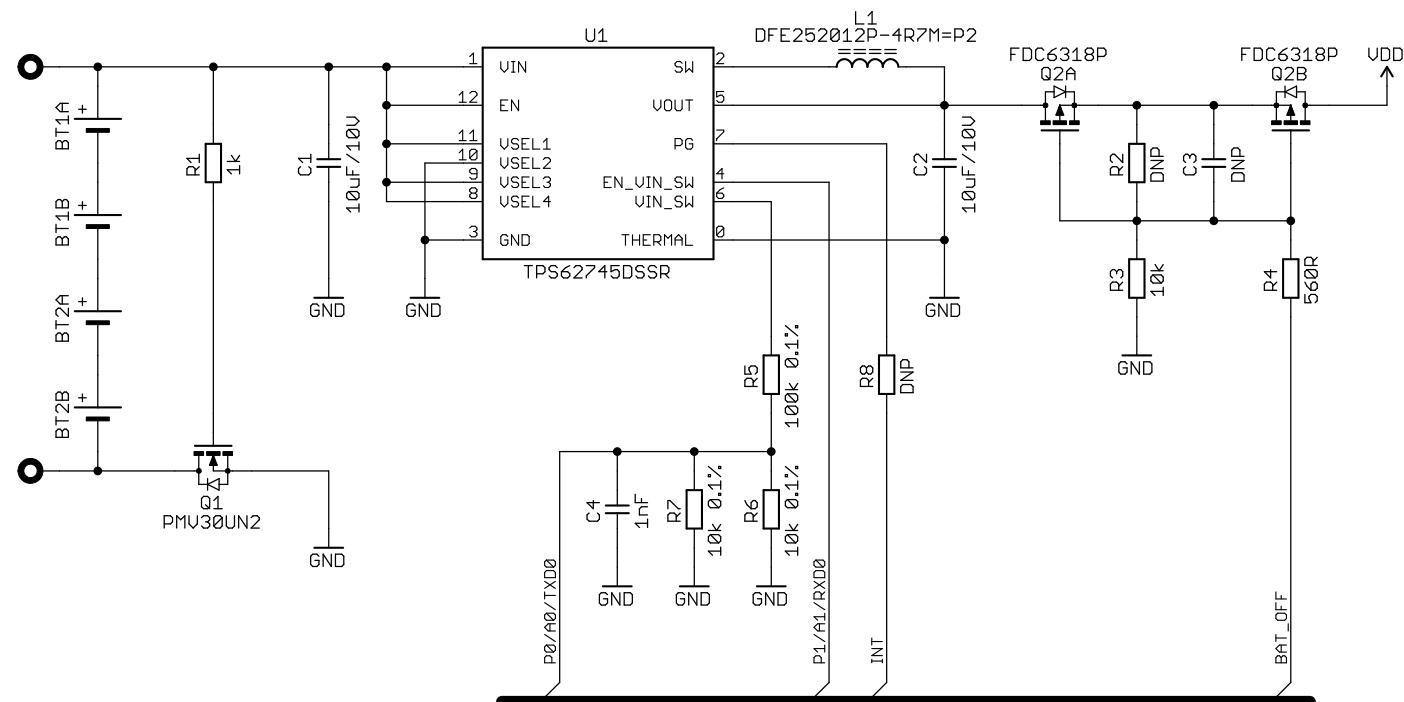 L1
DFE252012P-4R7M=P2
U1
FDC6318P
Q2A
FDC6318P
Q2B
VDD
1 VIN
12 EN
11 VSEL1
10 VSEL2
9 VSEL3
8 VSEL4
3 GND
SW 2
VOUT 5
PG 7
EN_VIN_SW 4
VIN_SW 6
THERMAL 0
TPS62745DSSR
BT1A +
BT1B +
BT2A +
BT2B +
R1
1k
C1
10uF/10V
C2
10uF/10V
R2
DNP
C3
DNP
R3
10k
R4
560R
GND
GND
GND
GND
R5
100k 0.1%
R8
DNP
Q1
PMV30UN2
GND
C4
1nF
R7
10k 0.1%
R6
10k 0.1%
GND
GND
GND
P0/A0/TXD0
P1/A1/RXD0
INT
BAT_OFF